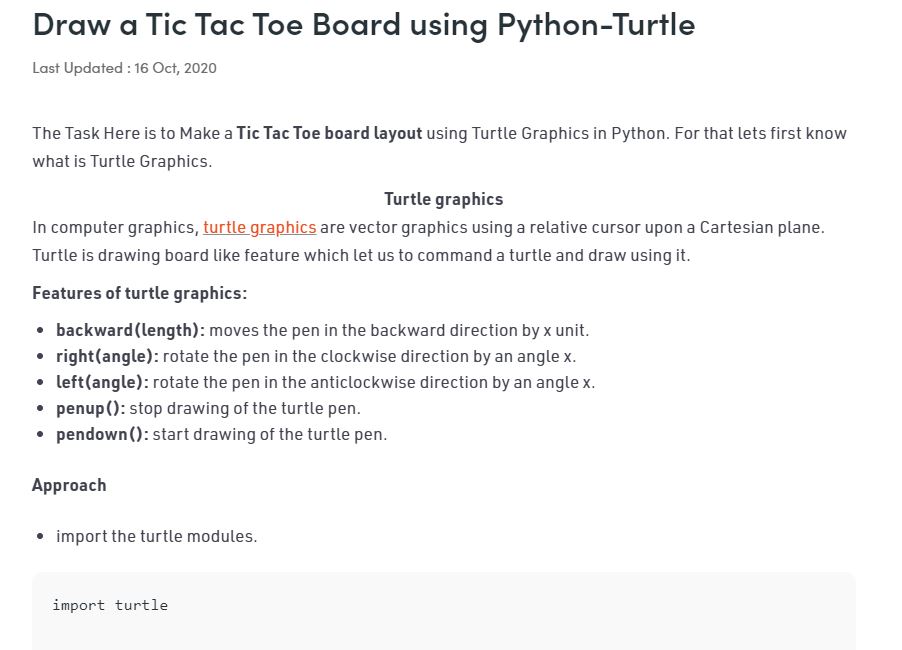 Draw a Tic Tac Toe Board using Python-Turtle
Last Updated : 16 Oct, 2020
The Task Here is to Make a Tic Tac Toe board layout using Turtle Graphics in Python. For that lets first know
what is Turtle Graphics.
Turtle graphics
In computer graphics, turtle graphics are vector graphics using a relative cursor upon a Cartesian plane.
Turtle is drawing board like feature which let us to command a turtle and draw using it.
Features of turtle graphics:
• backward(length): moves the pen in the backward direction by x unit.
• right(angle): rotate the pen in the clockwise direction by an angle x.
• left(angle): rotate the pen in the anticlockwise direction by an angle x.
• penup(): stop drawing of the turtle pen.
• pendown(): start drawing of the turtle pen.
Approach
• import the turtle modules.
import turtle